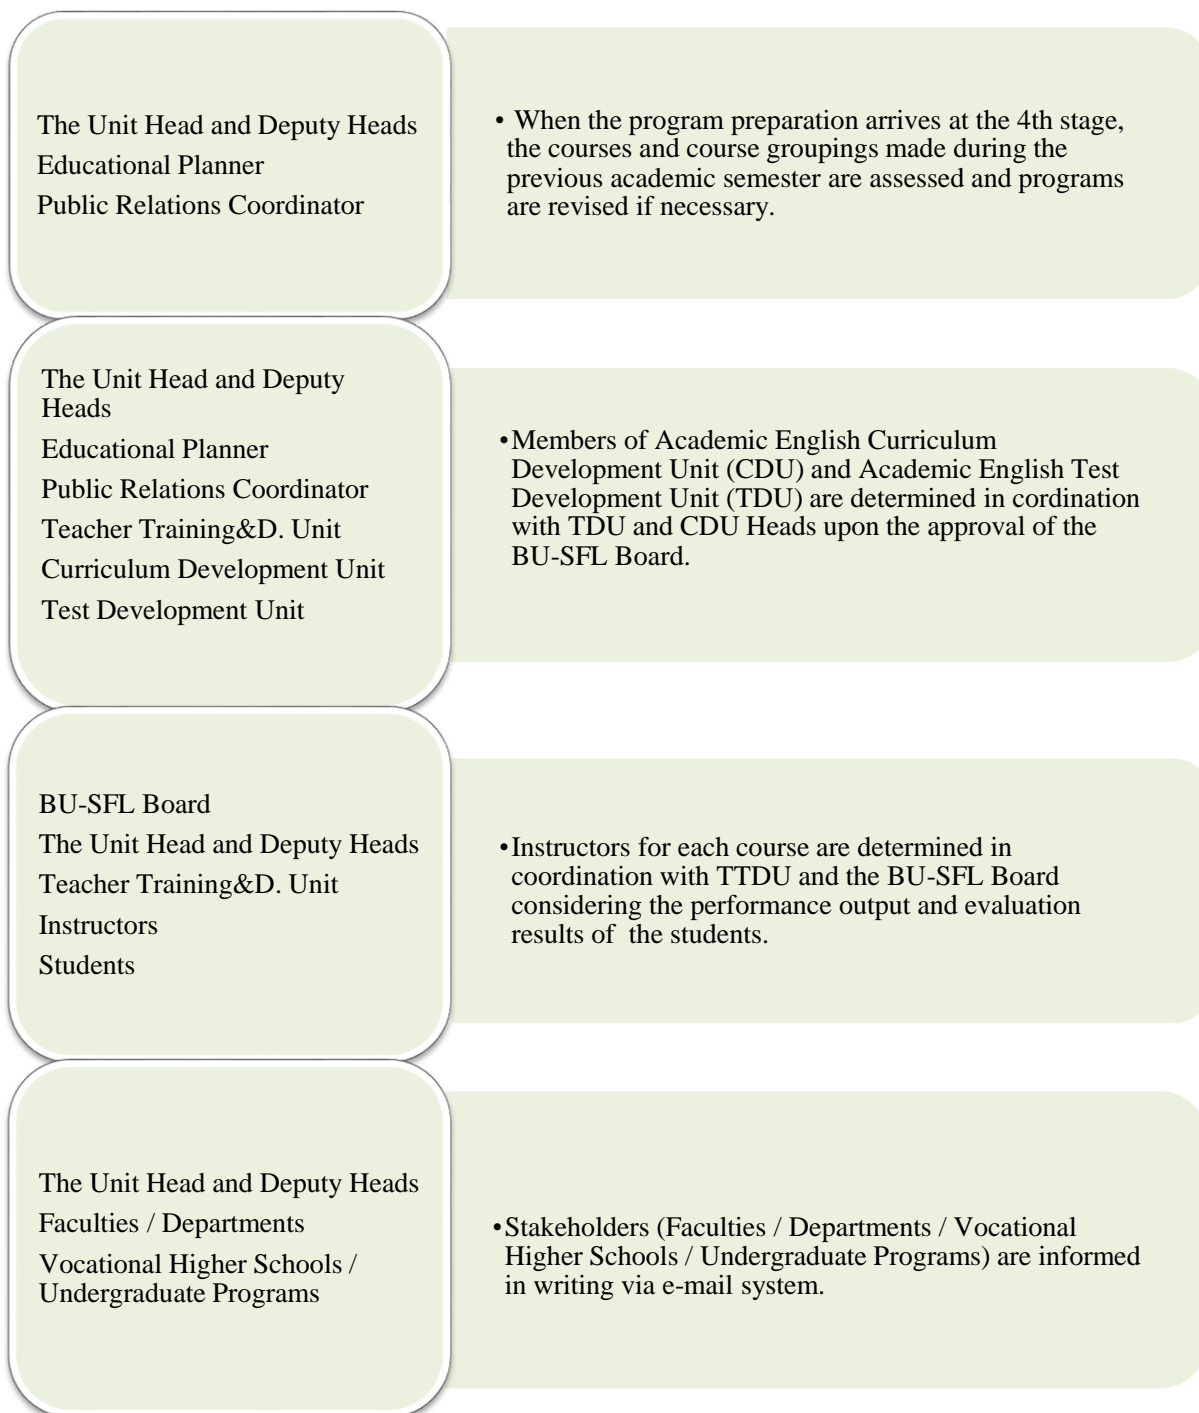 The Unit Head and Deputy Heads
Educational Planner
Public Relations Coordinator
• When the program preparation arrives at the 4th stage,
the courses and course groupings made during the
previous academic semester are assessed and programs
are revised if necessary.
The Unit Head and Deputy
Heads
Educational Planner
Public Relations Coordinator
Teacher Training&D. Unit
Curriculum Development Unit
Test Development Unit
•Members of Academic English Curriculum
Development Unit (CDU) and Academic English Test
Development Unit (TDU) are determined in cordination
with TDU and CDU Heads upon the approval of the
BU-SFL Board.
BU-SFL Board
The Unit Head and Deputy Heads
Teacher Training&D. Unit
Instructors
Students
•Instructors for each course are determined in
coordination with TTDU and the BU-SFL Board
considering the performance output and evaluation
results of  the students.
The Unit Head and Deputy Heads
Faculties / Departments
Vocational Higher Schools /
Undergraduate Programs
•Stakeholders (Faculties / Departments / Vocational
Higher Schools / Undergraduate Programs) are informed
in writing via e-mail system.